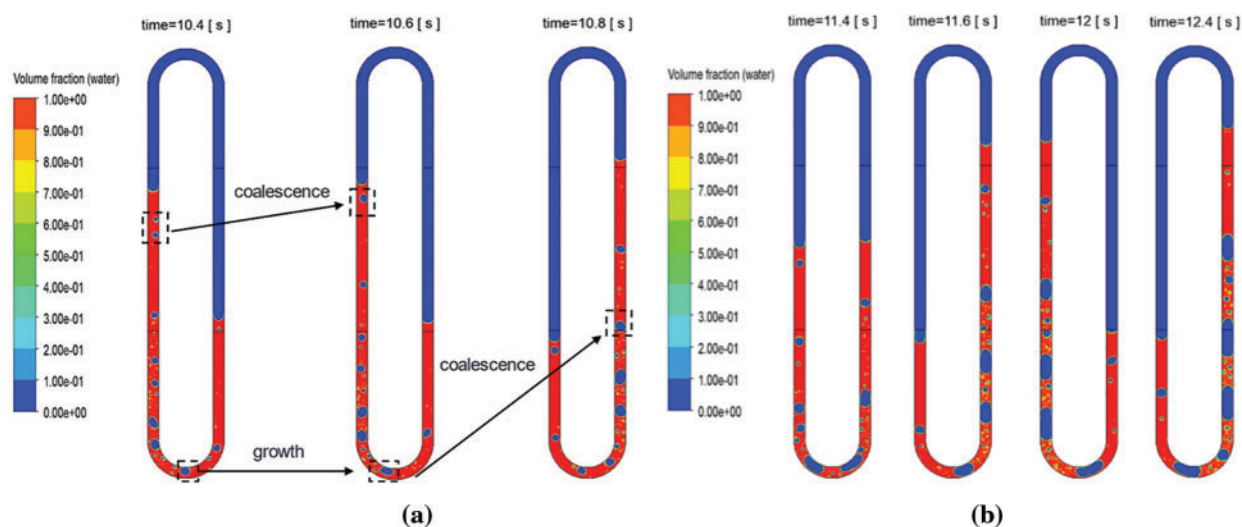 time=10.4 [ s ]
time=10.6 [ s ]
time=10.8 [ s ]
Volume fraction (water)
1.00e+00
9.00e-01
8.00e-01
7.00e-01
6.00e-01
5.00e-01
4.00e-01
3.00e-01
2.00e-01
1.00e-01
0.00e+00
coalescence
coalescence
growth
(a)
time=11.4 [ s ]
time=11.6 [ s ]
time=12 [ s ]
time=12.4 [ s ]
Volume fraction (water)
1.00e+00
9.00e-01
8.00e-01
7.00e-01
6.00e-01
5.00e-01
4.00e-01
3.00e-01
2.00e-01
1.00e-01
0.00e+00
(b)